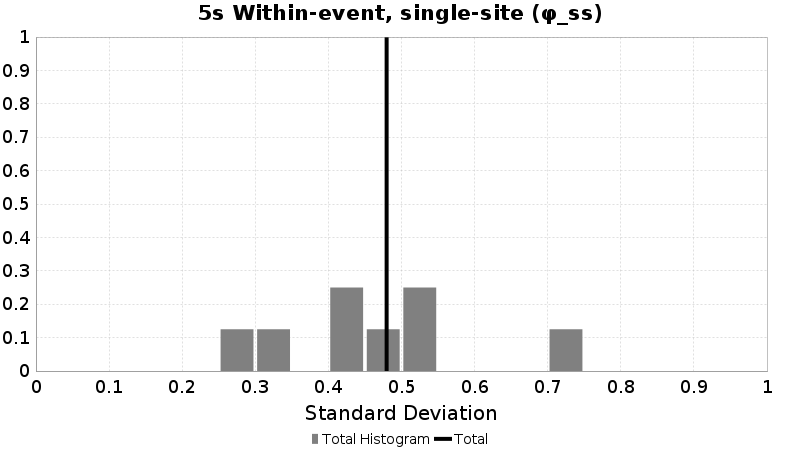 5s Within-event, single-site (φ_ss)
1
0.9
0.8
0.7
0.6
0.5
0.4
0.3
0.2
0.1
0
0 0.1 0.2 0.3 0.4 0.5 0.6 0.7 0.8 0.9 1
Standard Deviation
Total Histogram Total